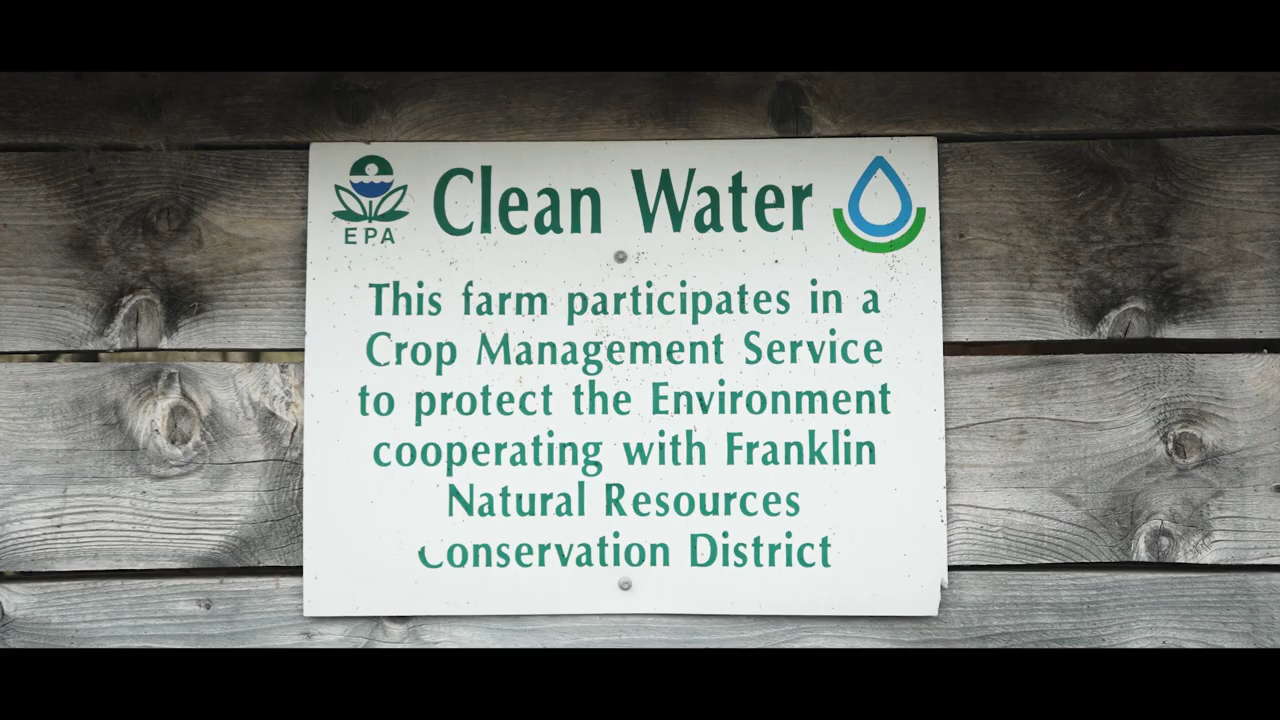 EPA
Clean Water
This farm participates in a
Crop Management Service
to protect the Environment
cooperating with Franklin
Natural Resources
Conservation District